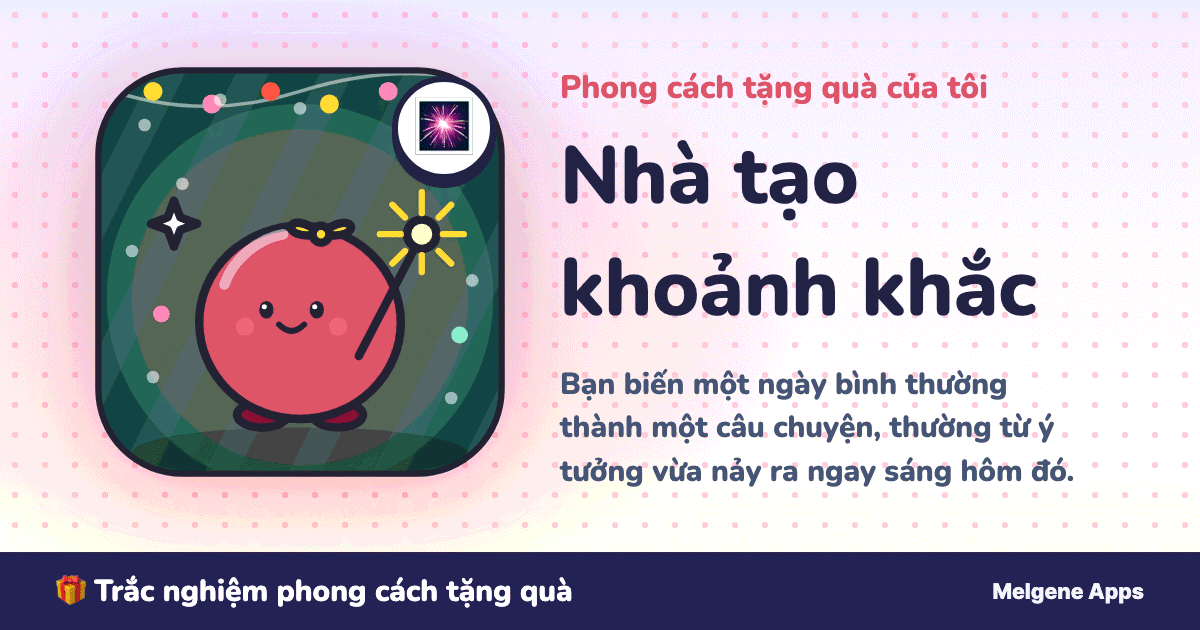 Phong cách tặng quà của tôi
Nhà tạo
khoảnh khắc
Bạn biến một ngày bình thường
thành một câu chuyện, thường từ ý
tưởng vừa nảy ra ngay sáng hôm đó.
Trắc nghiệm phong cách tặng quà
Melgene Apps